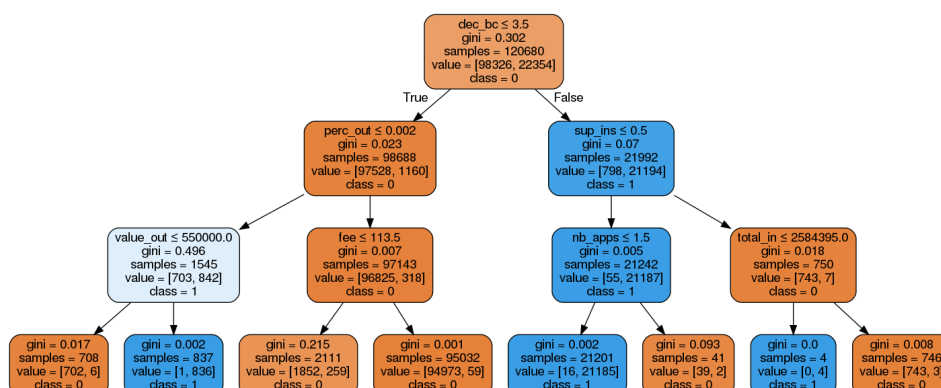 dec_bc ≤ 3.5
gini = 0.302
samples = 120680
value = [98326, 22354]
class = 0
True
False
perc_out ≤ 0.002
gini = 0.023
samples = 98688
value = [97528, 1160]
class = 0
sup_ins ≤ 0.5
gini = 0.07
samples = 21992
value = [798, 21194]
class = 1
value_out ≤ 550000.0
gini = 0.496
samples = 1545
value = [703, 842]
class = 1
fee ≤ 113.5
gini = 0.007
samples = 97143
value = [96825, 318]
class = 0
nb_apps ≤ 1.5
gini = 0.005
samples = 21242
value = [55, 21187]
class = 1
total_in ≤ 2584395.0
gini = 0.018
samples = 750
value = [743, 7]
class = 0
gini = 0.017
samples = 708
value = [702, 6]
class = 0
gini = 0.002
samples = 837
value = [1, 836]
class = 1
gini = 0.215
samples = 2111
value = [1852, 259]
class = 0
gini = 0.001
samples = 95032
value = [94973, 59]
class = 0
gini = 0.002
samples = 21201
value = [16, 21185]
class = 1
gini = 0.093
samples = 41
value = [39, 2]
class = 0
gini = 0.0
samples = 4
value = [0, 4]
class = 1
gini = 0.008
samples = 746
value = [743, 3]
class = 0